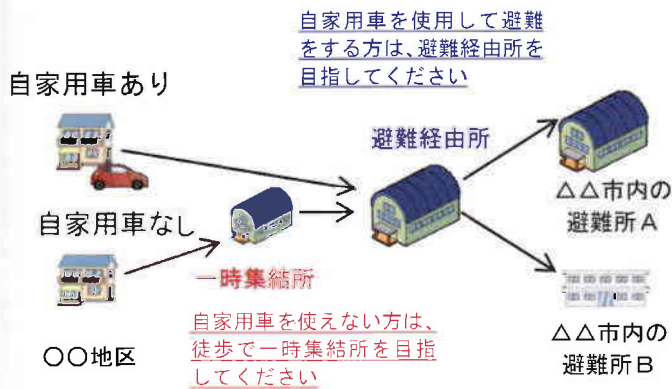 自家用車を使用して避難
をする方は、避難経由所を
目指してください
自家用車あり
避難経由所
△△市内の
避難所A
自家用車なし
一時集結所
自家用車を使えない方は、
徒歩で一時集結所を目指
してください
○○地区
△△市内の
避難所B